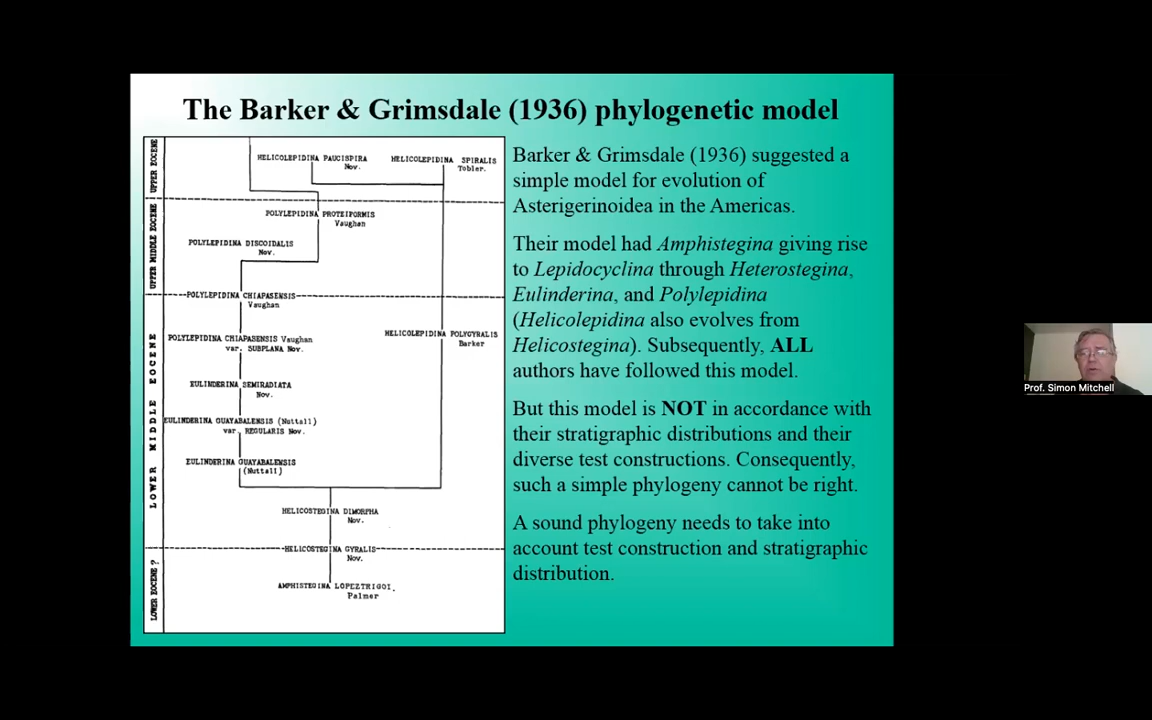 The Barker & Grimsdale (1936) phylogenetic model
UPPER EOCENE
HELICOLEPIDINA PAUCISPIRA
Nov.
HELICOLEPIDINA SPIRALIS
Tobler.
UPPER MIDDLE EOCENE
POLYLEPIDINA PROTEIFORMIS
Vaughan
POLYLEPIDINA DISCOIDALIS
Nov.
POLYLEPIDINA CHIAPASENSIS
Vaughan
LOWER MIDDLE EOCENE
POLYLEPIDINA CHIAPASENSIS Vaughan
var. SUBPLANA Nov.
HELICOLEPIDINA POLYGYRALIS
Barker
EULINDERINA SEMIRADIATA
Nov.
EULINDERINA GUAYABALENSIS (Nuttall)
var. REGULARIS Nov.
EULINDERINA GUAYABALENSIS
(Nuttall)
HELICOSTEGINA DIMORPHA
Nov.
HELICOSTEGINA GYRALIS
Nov.
LOWER EOCENE?
AMPHISTEGINA LOPEZTRIGOI.
Palmer
Barker & Grimsdale (1936) suggested a
simple model for evolution of
Asterigerinoidea in the Americas.
Their model had Amphistegina giving rise
to Lepidocyclina through Heterostegina,
Eulinderina, and Polylepidina
(Helicolepidina also evolves from
Helicostegina). Subsequently, ALL
authors have followed this model.
But this model is NOT in accordance with
their stratigraphic distributions and their
diverse test constructions. Consequently,
such a simple phylogeny cannot be right.
A sound phylogeny needs to take into
account test construction and stratigraphic
distribution.
Prof. Simon Mitchell